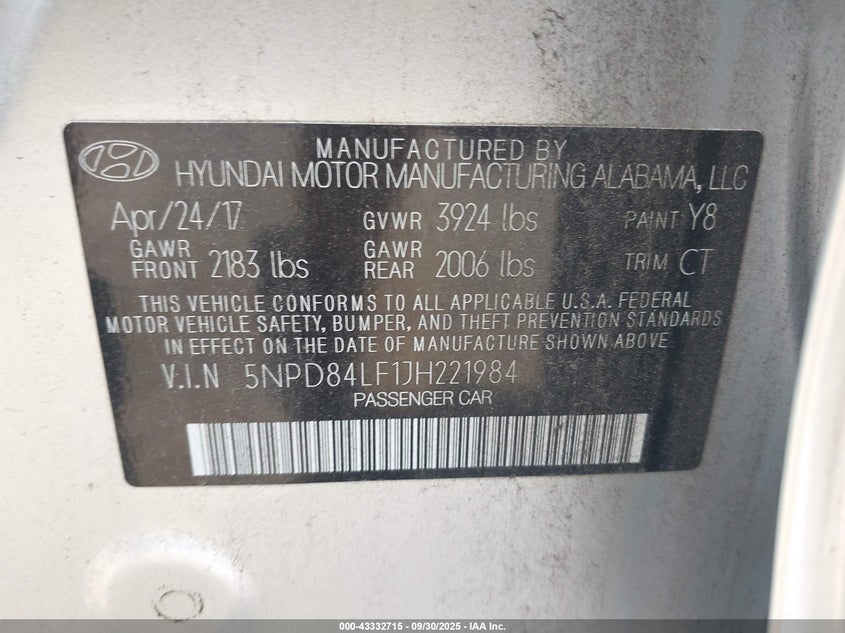 MANUFACTURED BY
HYUNDAI MOTOR MANUFACTURING ALABAMA, LLC
Apr/24/17 GVWR 3924 lbs PAINT Y8
GAWR FRONT 2183 lbs GAWR REAR 2006 lbs TRIM CT
THIS VEHICLE CONFORMS TO ALL APPLICABLE U.S.A. FEDERAL
MOTOR VEHICLE SAFETY, BUMPER, AND THEFT PREVENTION STANDARDS
IN EFFECT ON THE DATE OF MANUFACTURE SHOWN ABOVE
V.I.N 5NPD84LF1JH221984
PASSENGER CAR
000-43332715 - 09/30/2025 - IAA Inc.